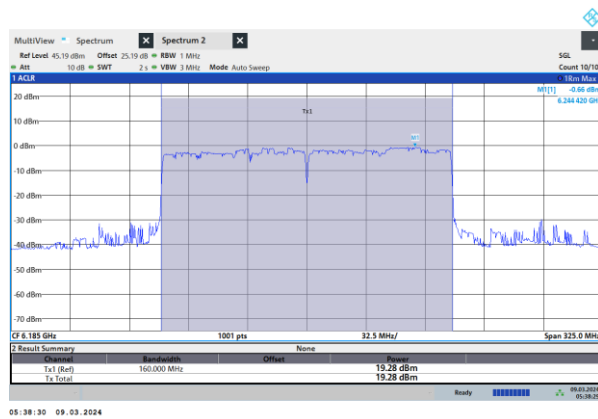 MultiView Spectrum X Spectrum 2 X
Ref Level 45.19 dBm Offset 25.19 dB RBW 1 MHz SGL
Att 10 dB SWT 2 s VBW 3 MHz Mode Auto Sweep Count 10/10
1 ACLR 1Rm Max
M1[1] -0.66 dBm
6.244 420 GHz
20 dBm
Tx1
10 dBm
M1
0 dBm
-10 dBm
-20 dBm
-30 dBm
-40 dBm
-50 dBm
-60 dBm
-70 dBm
CF 6.185 GHz 1001 pts 32.5 MHz/ Span 325.0 MHz
2 Result Summary None
Channel Bandwidth Offset Power
Tx1 (Ref) 160.000 MHz 19.28 dBm
Tx Total 19.28 dBm
Ready 09.03.2024
05:38:29
05:38:30 09.03.2024